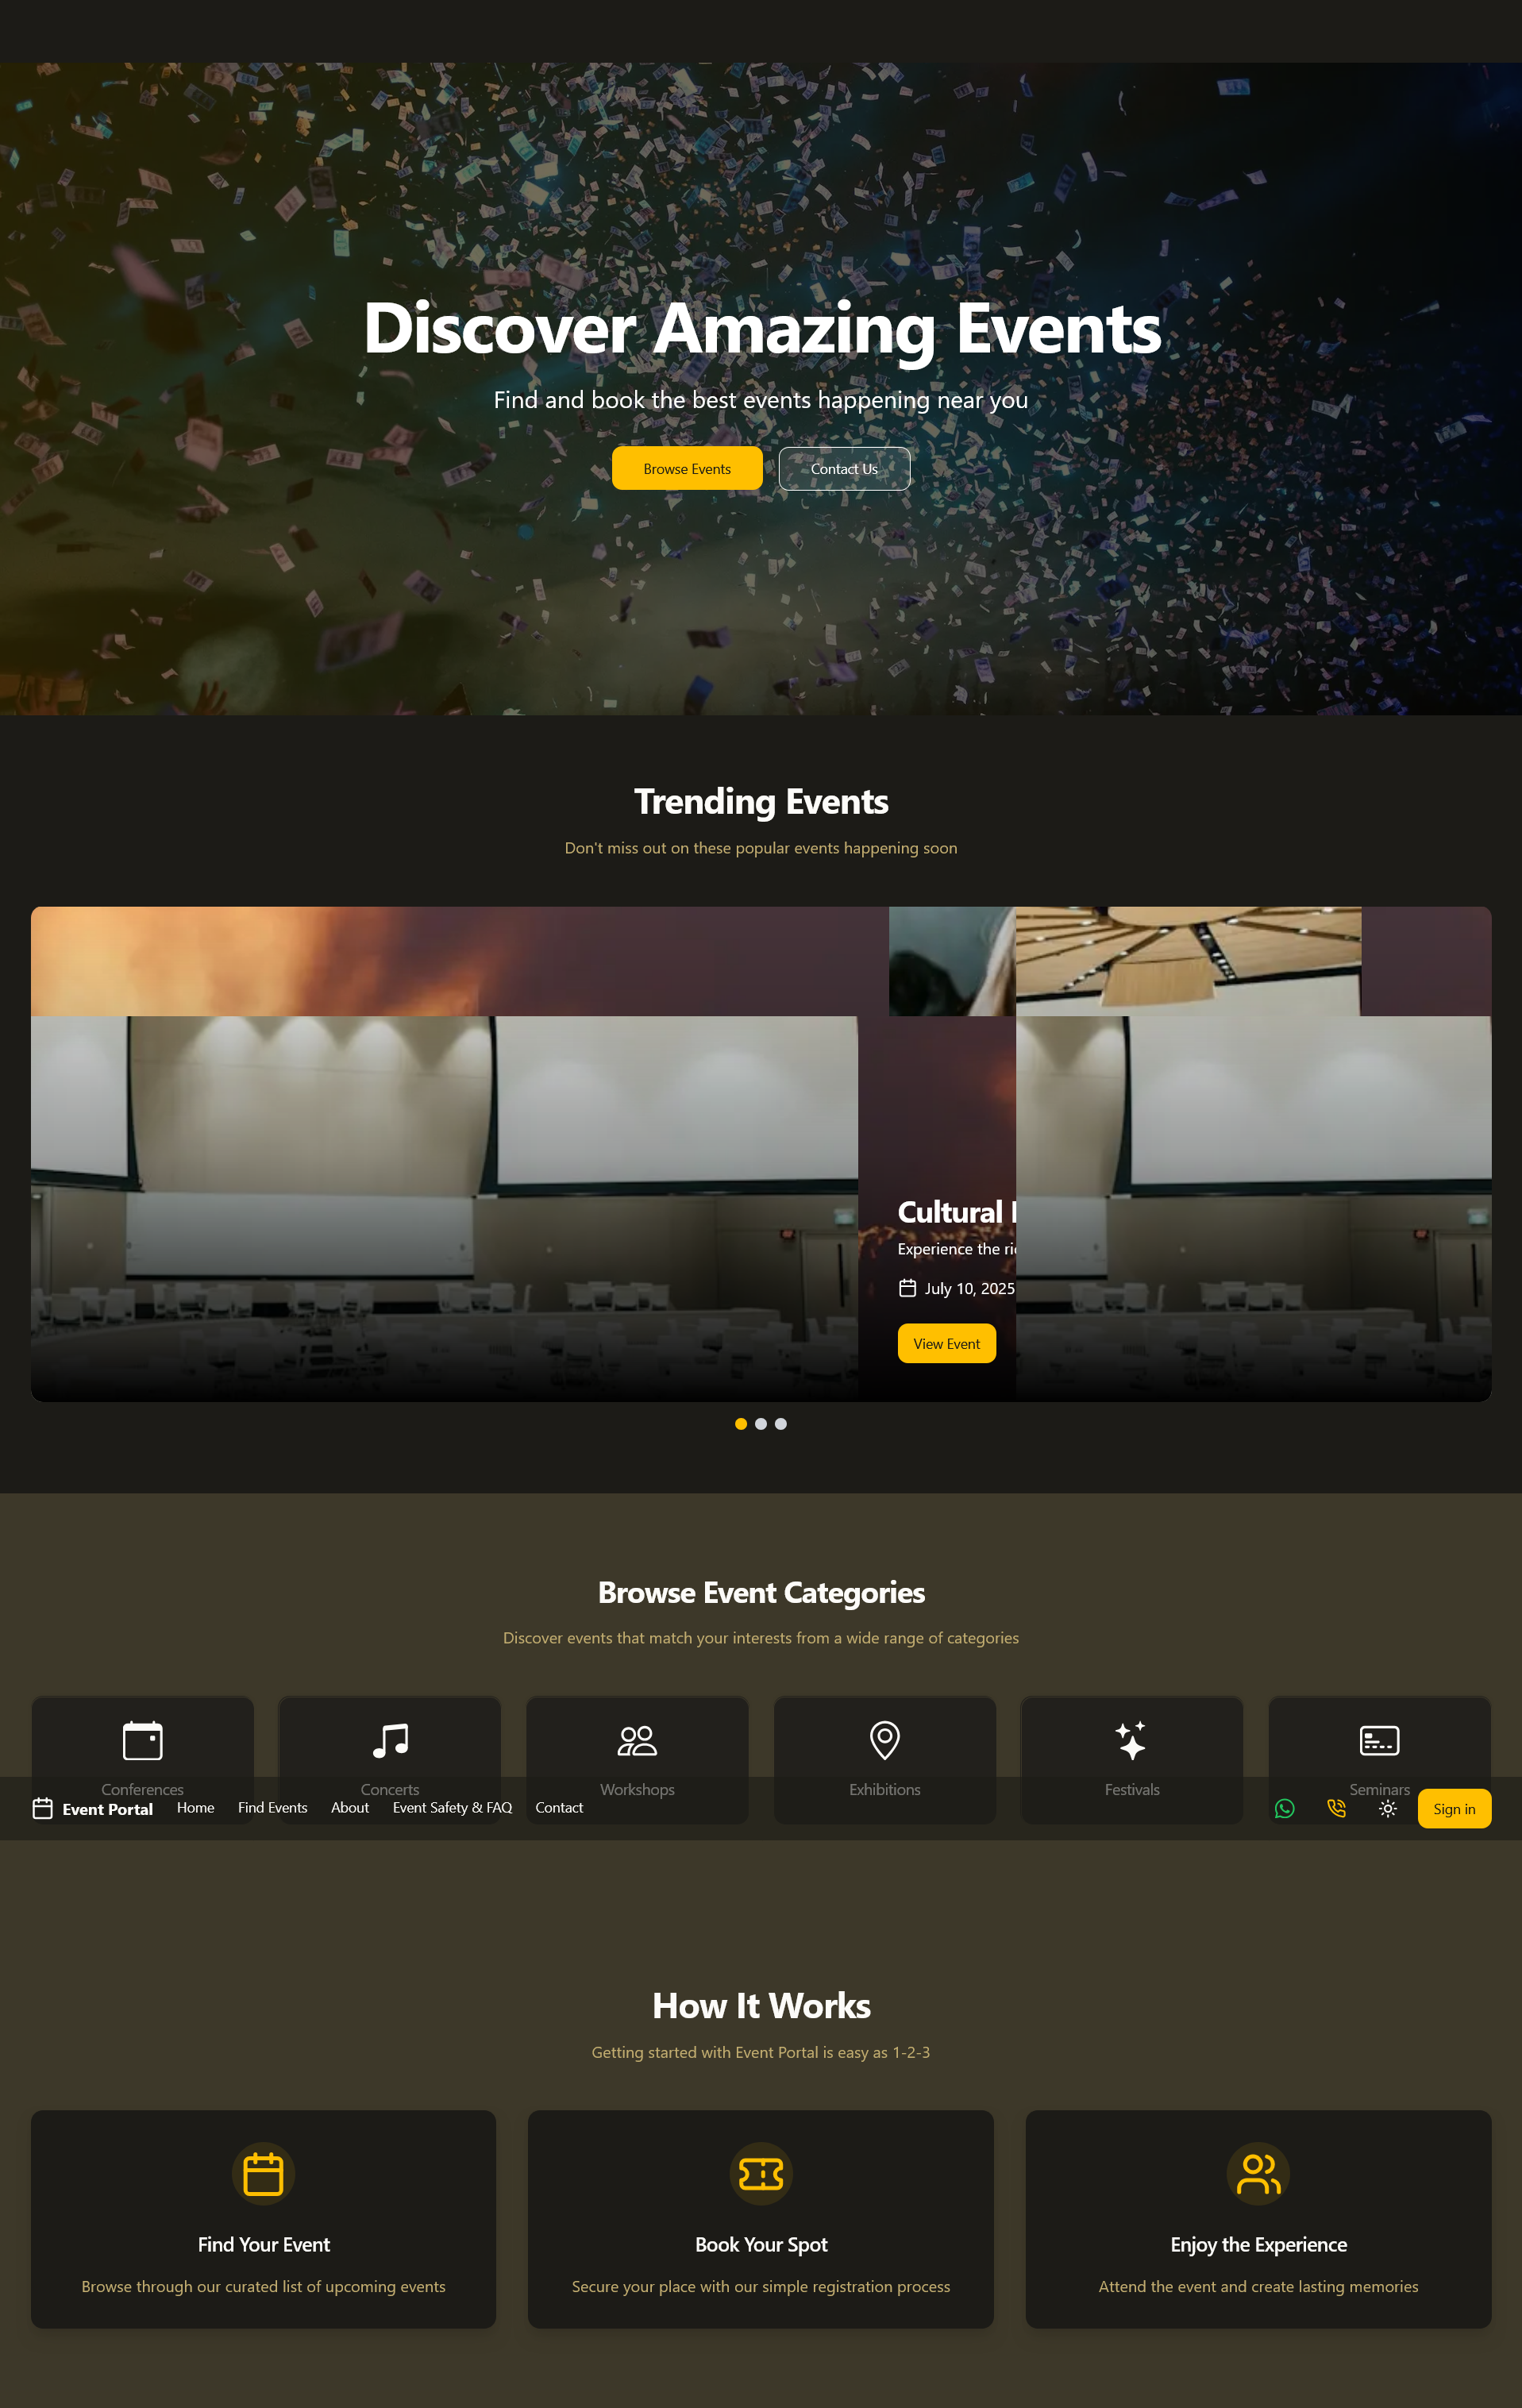 Discover Amazing Events
Find and book the best events happening near you
Browse Events
Contact Us
Trending Events
Don't miss out on these popular events happening soon
Cultural
Experience the
July 10, 2025
View Event
Browse Event Categories
Discover events that match your interests from a wide range of categories
Conferences
Concerts
Workshops
Exhibitions
Festivals
Seminars
Event Portal
Home
Find Events
About
Event Safety & FAQ
Contact
Sign in
How It Works
Getting started with Event Portal is easy as 1-2-3
Find Your Event
Browse through our curated list of upcoming events
Book Your Spot
Secure your place with our simple registration process
Enjoy the Experience
Attend the event and create lasting memories